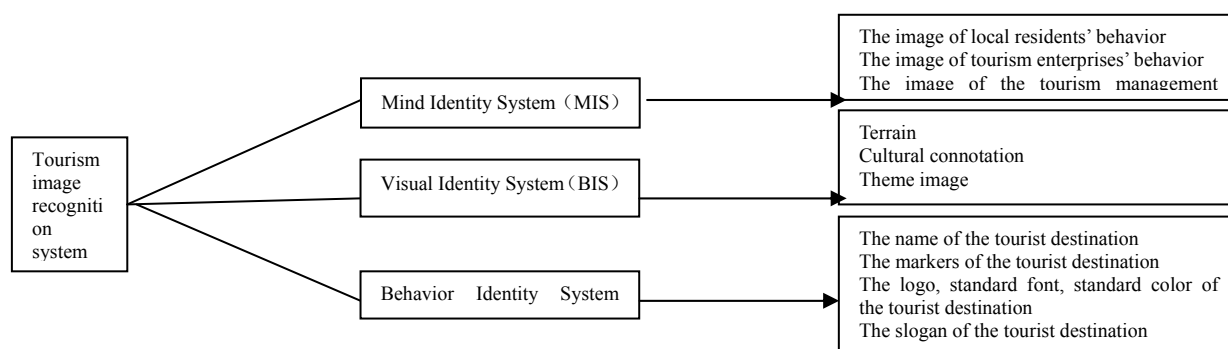 Tourism
image
recogniti
on
system
Mind Identity System（MIS）
Visual Identity System（BIS）
Behavior Identity System
The image of local residents' behavior
The image of tourism enterprises' behavior
The image of the tourism management
Terrain
Cultural connotation
Theme image
The name of the tourist destination
The markers of the tourist destination
The logo, standard font, standard color of
the tourist destination
The slogan of the tourist destination